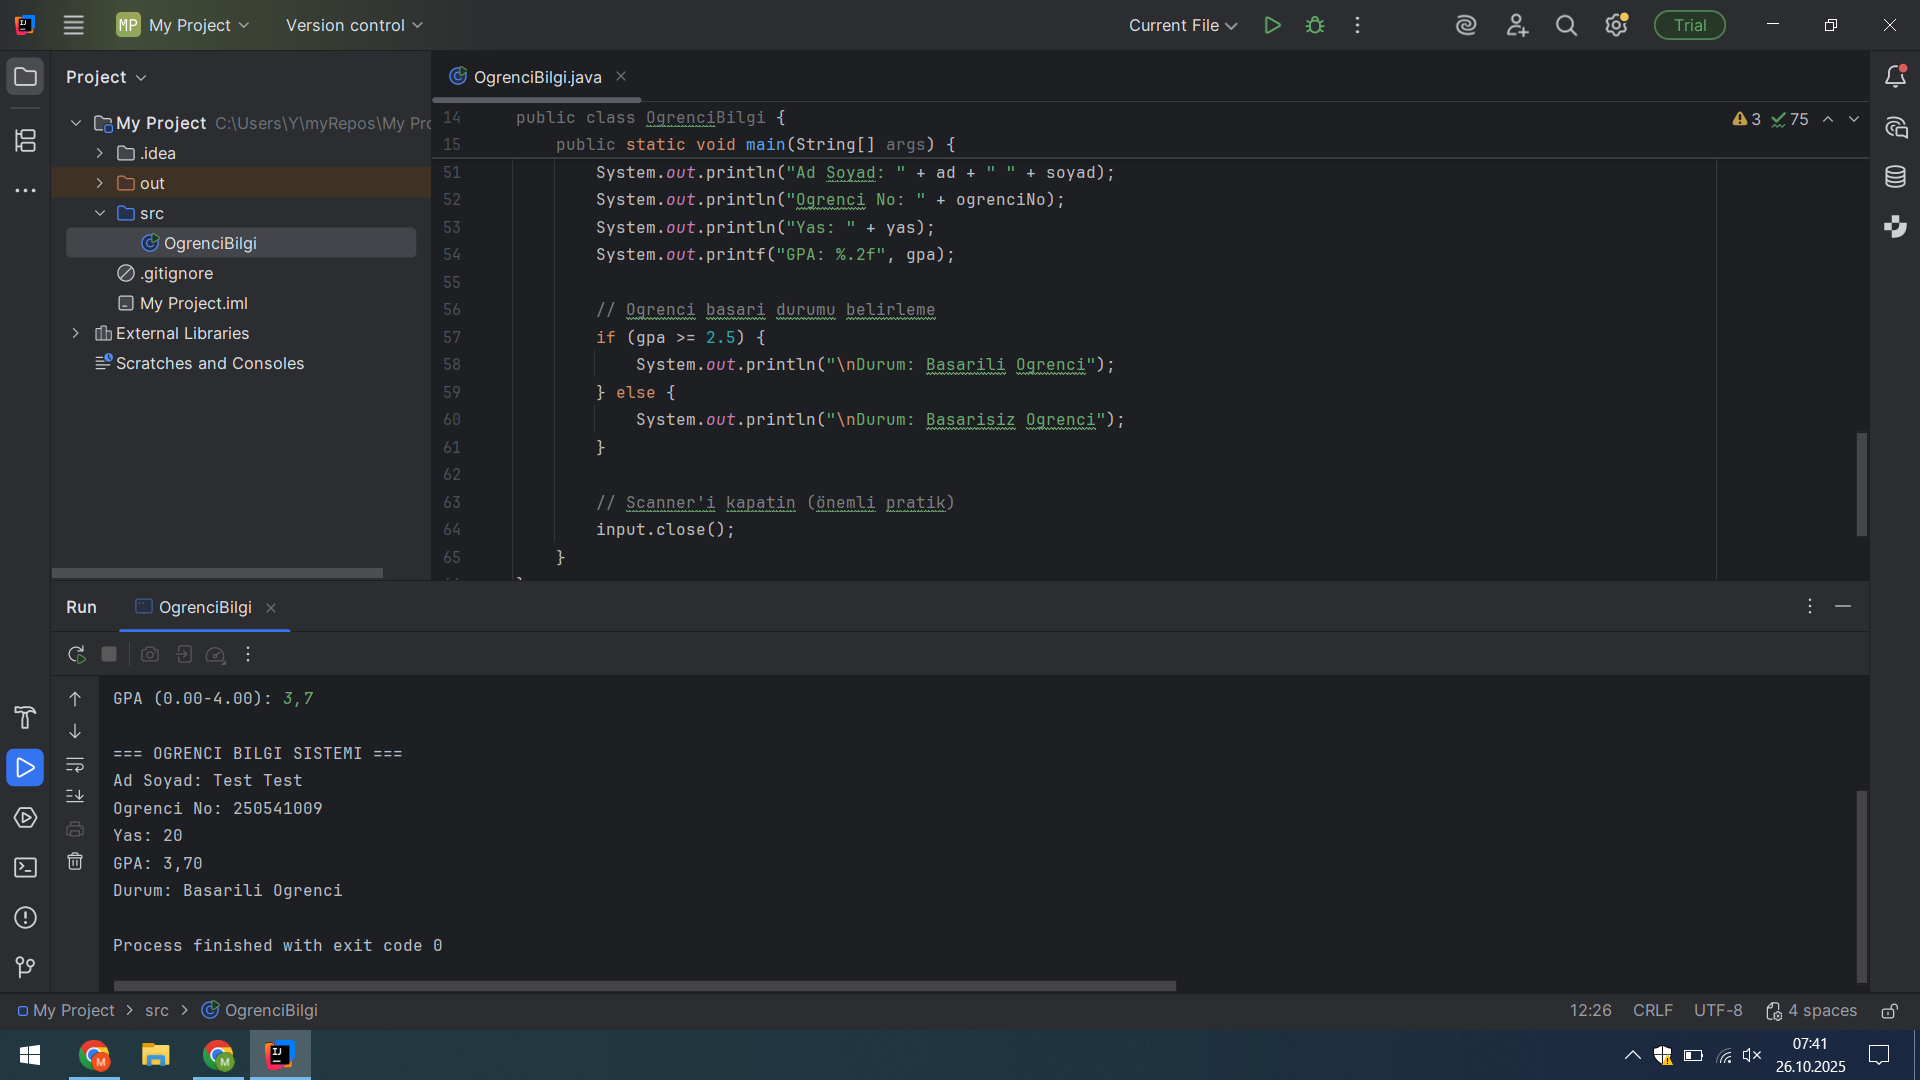 MP My Project Version control Current File Trial
Project
OgrenciBilgi.java
My Project C:\Users\Y\myRepos\My Pro
.idea
out
src
OgrenciBilgi
.gitignore
My Project.iml
External Libraries
Scratches and Consoles
14 public class OgrenciBilgi { 3 75
15 public static void main(String[] args) {
51 System.out.println("Ad Soyad: " + ad + " " + soyad);
52 System.out.println("Ogrenci No: " + ogrenciNo);
53 System.out.println("Yas: " + yas);
54 System.out.printf("GPA: %.2f", gpa);
55
56 // Ogrenci basari durumu belirleme
57 if (gpa >= 2.5) {
58 System.out.println("\nDurum: Basarili Ogrenci");
59 } else {
60 System.out.println("\nDurum: Basarisiz Ogrenci");
61 }
62
63 // Scanner'i kapatin (önemli pratik)
64 input.close();
65 }
Run OgrenciBilgi
GPA (0.00-4.00): 3,7
=== OGRENCI BILGI SISTEMI ===
Ad Soyad: Test Test
Ogrenci No: 250541009
Yas: 20
GPA: 3,70
Durum: Basarili Ogrenci
Process finished with exit code 0
My Project > src > OgrenciBilgi 12:26 CRLF UTF-8 4 spaces
07:41
26.10.2025